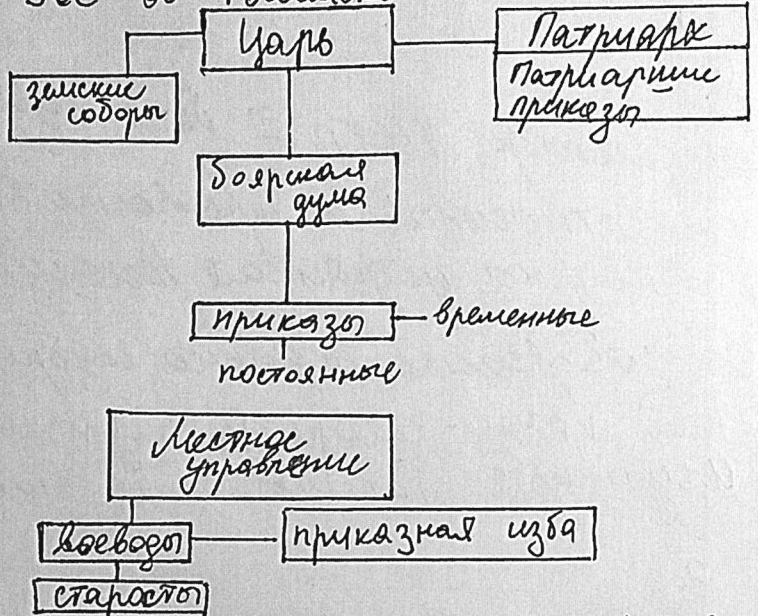 Царь
Патриарх
земские
соборы
Патриаршие
приказы
боярская
дума
приказы
временные
постоянные
Местное
управление
воеводы
приказная изба
старосты